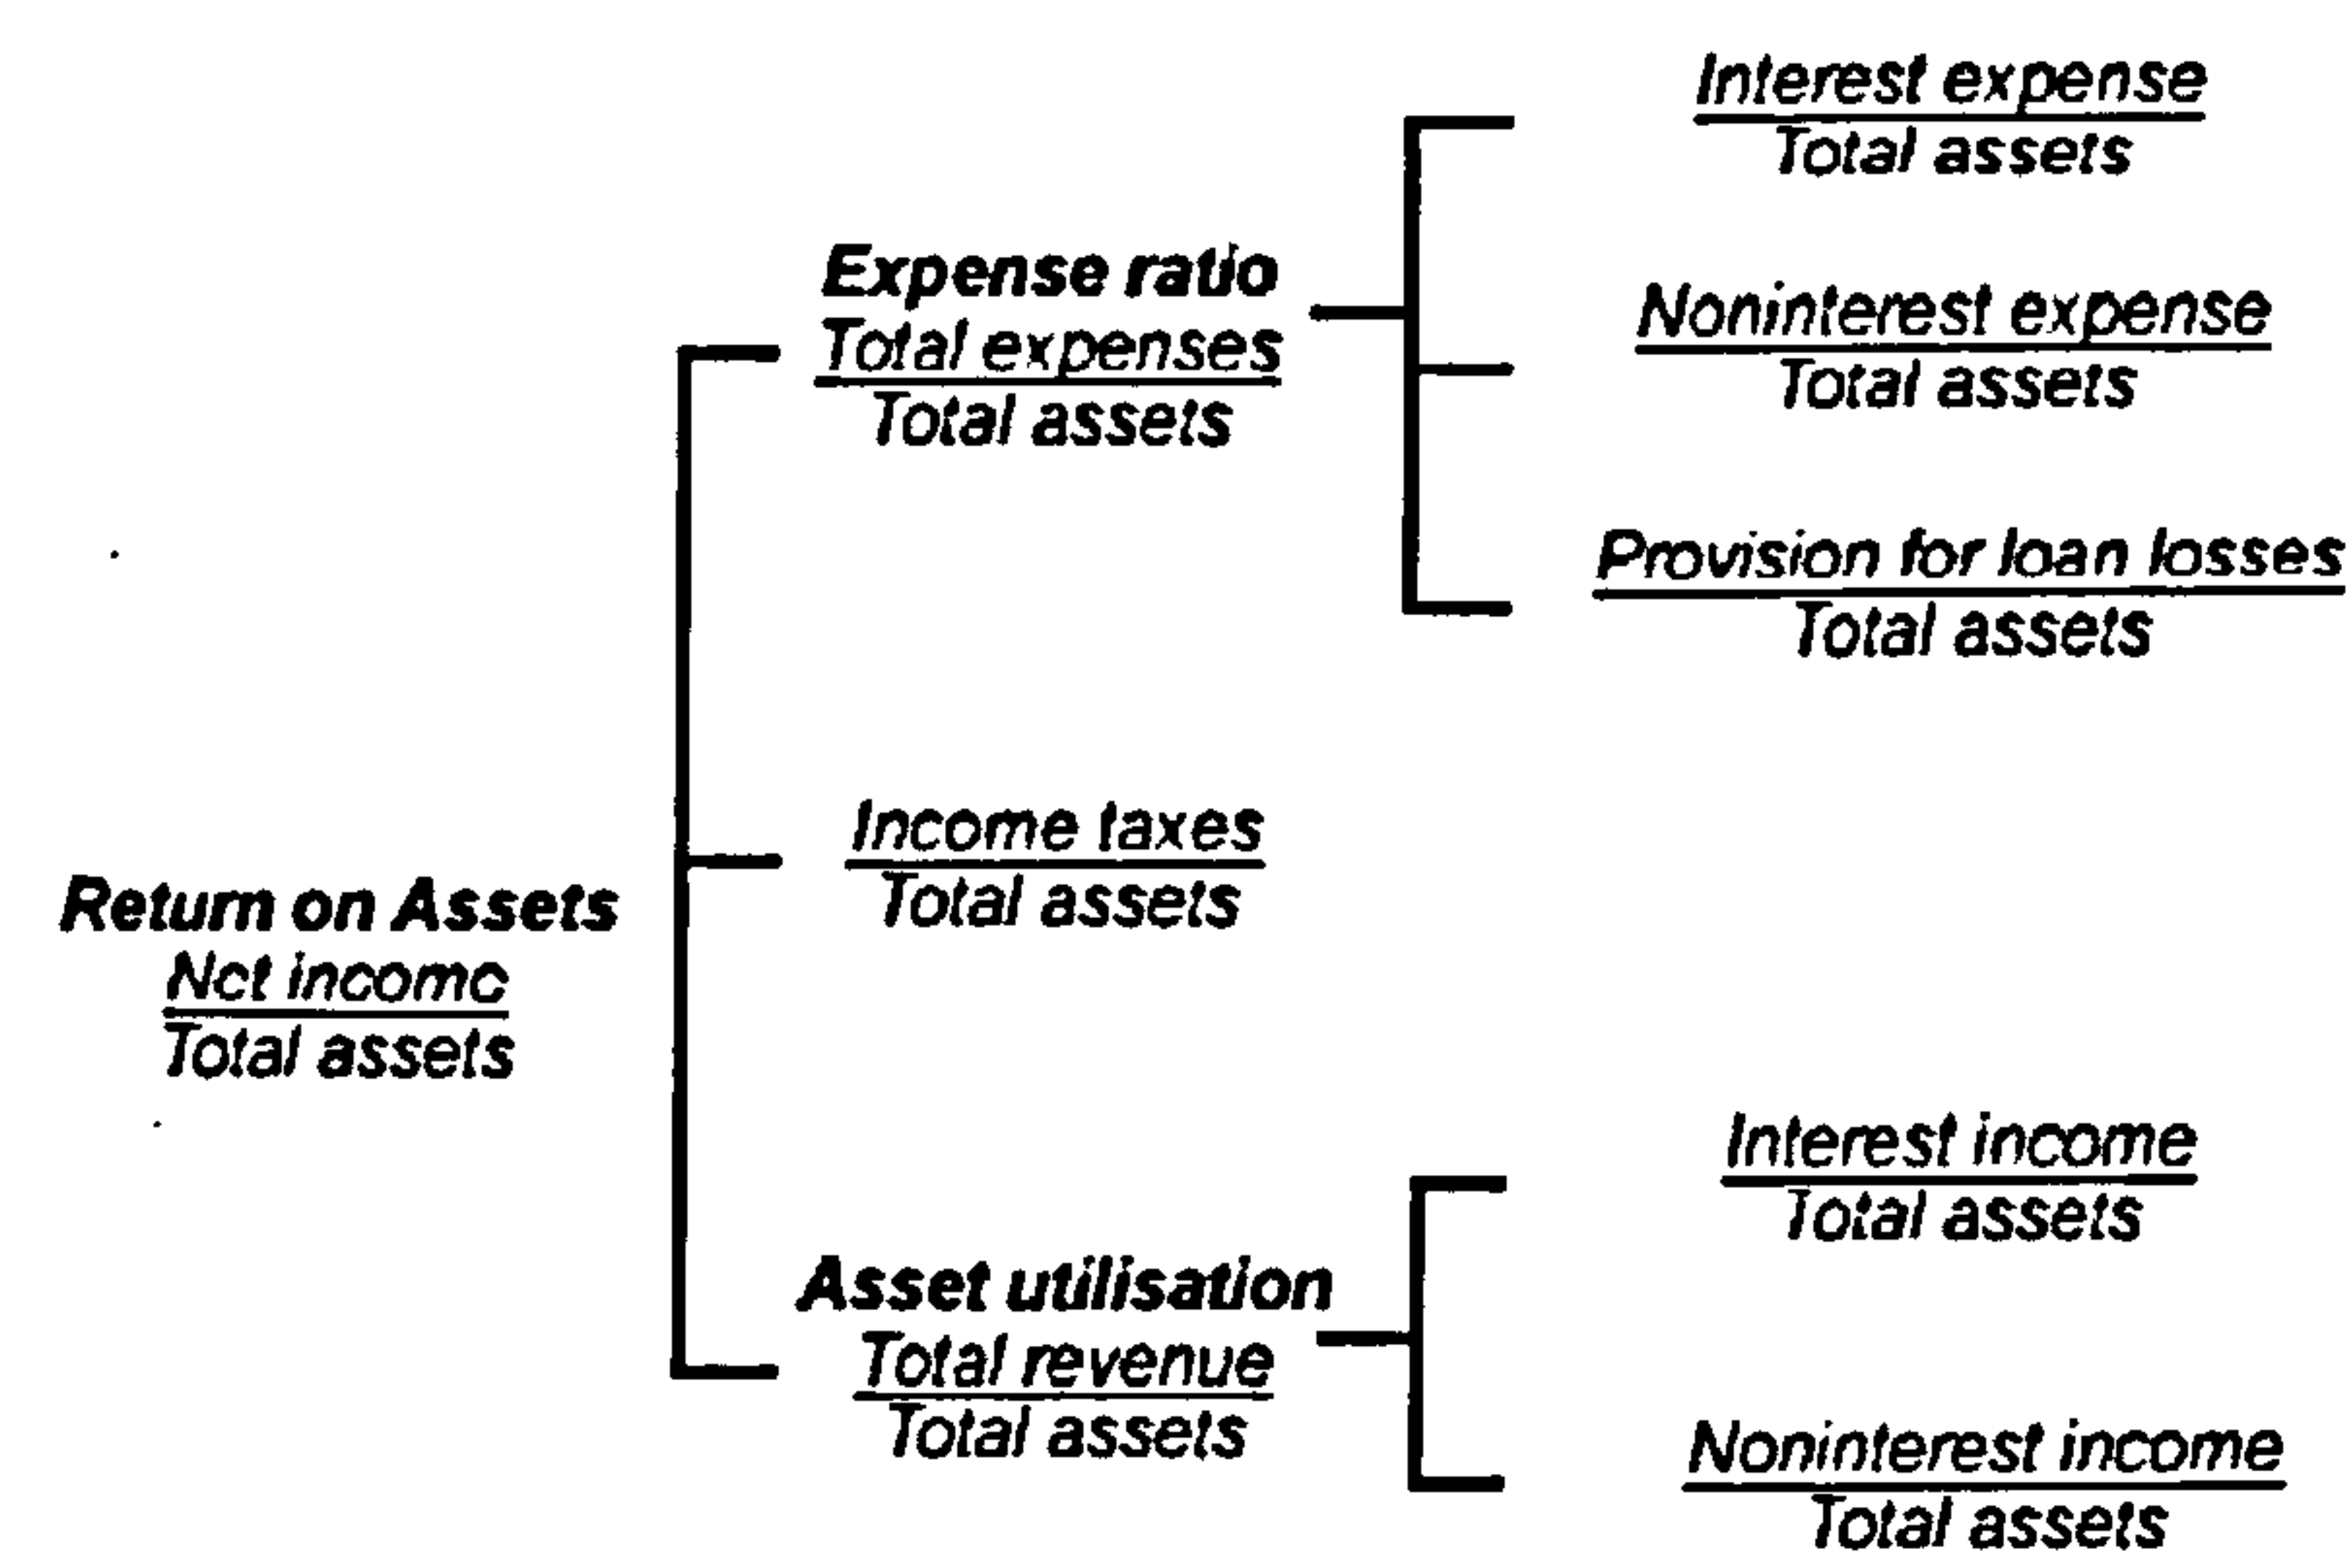 Interest expense
Total assets
Expense ratio
Total expenses
Total assets
Noninterest expense
Total assets
Provision for loan losses
Total assets
Income taxes
Total assets
Return on Assets
Net income
Total assets
Interest income
Total assets
Asset utilisation
Total revenue
Total assets
Noninterest income
Total assets